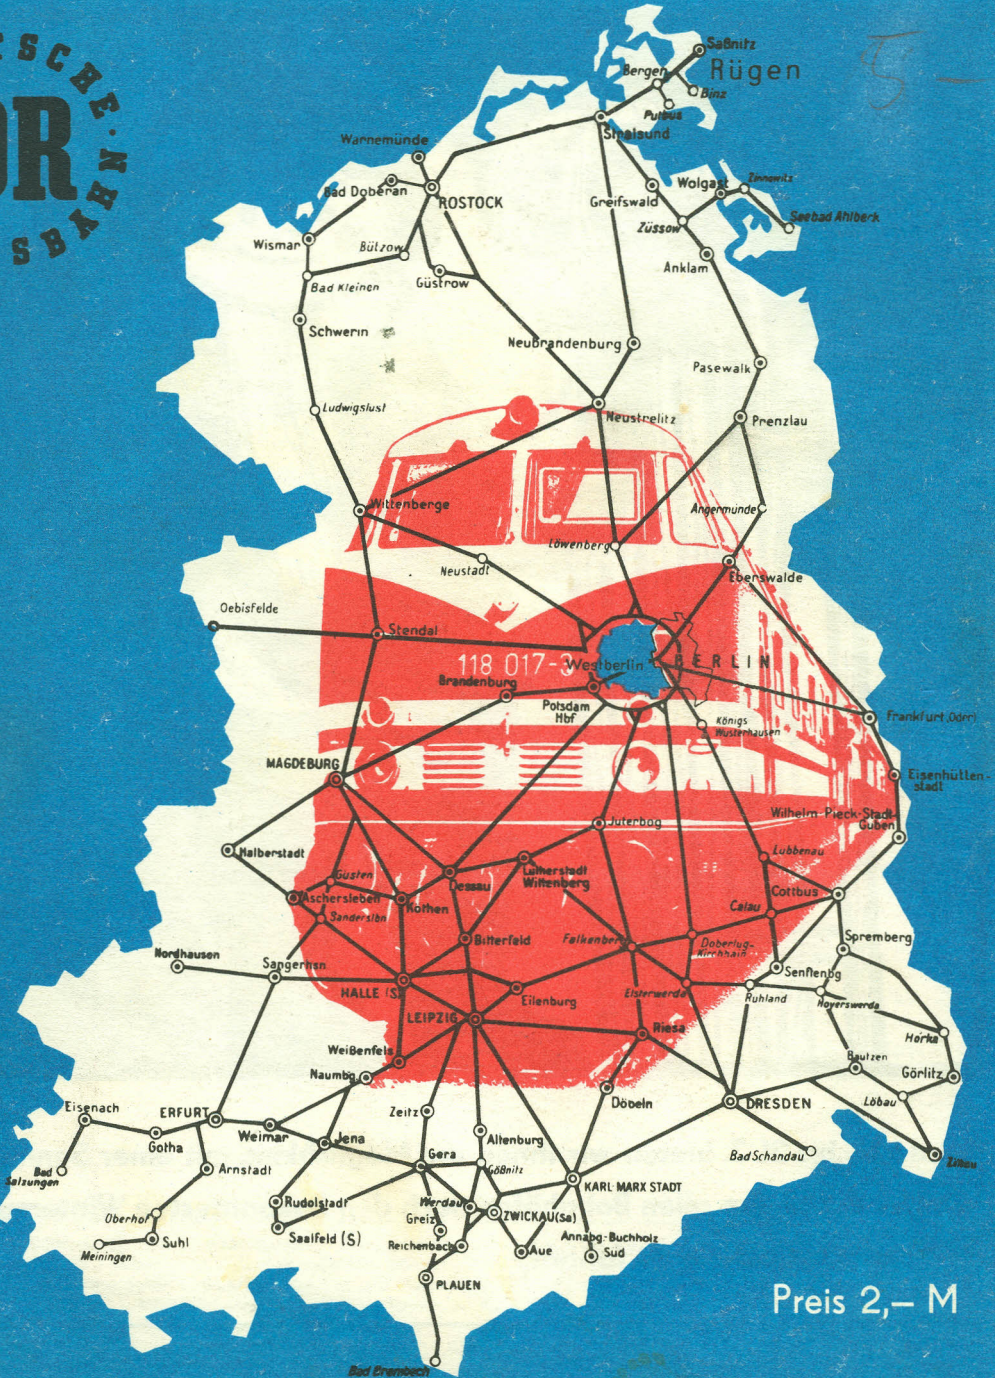 SCHE·
DR
SBAHN
5 –
Saßnitz
Bergen
Rügen
Binz
Putbus
Stralsund
Warnemünde
Bad Doberan
ROSTOCK
Greifswald
Wolgast
Zinnowitz
Züssow
Seebad Ahlbeck
Wismar
Bützow
Anklam
Bad Kleinen
Güstrow
Schwerin
Neubrandenburg
Pasewalk
Ludwigslust
Neustrelitz
Prenzlau
Wittenberge
Angermünde
Löwenberg
Neustadt
Eberswalde
Oebisfelde
Stendal
118 017-3
Westberlin
BERLIN
Brandenburg
Potsdam
Hbf
Königs
Wusterhausen
Frankfurt (Oder)
MAGDEBURG
Eisenhütten-
stadt
Wilhelm-Pieck-Stadt
Guben
Jüterbog
Halberstadt
Lübbenau
Güsten
Dessau
Lutherstadt
Wittenberg
Aschersleben
Köthen
Cottbus
Calau
Sanderslbn
Bitterfeld
Falkenberg
Doberlug-
Kirchhain
Spremberg
Nordhausen
Sangerhsn
Senftenbg
HALLE (S)
Eilenburg
Elsterwerda
Ruhland
Hoyerswerda
LEIPZIG
Riesa
Horka
Weißenfels
Bautzen
Naumbg.
Görlitz
Löbau
Döbeln
DRESDEN
Eisenach
ERFURT
Zeitz
Gotha
Weimar
Jena
Altenburg
Bad Schandau
Zittau
Bad
Salzungen
Arnstadt
Gera
Gößnitz
KARL MARX STADT
Rudolstadt
Werdau
ZWICKAU (Sa)
Oberhof
Greiz
Saalfeld (S)
Suhl
Reichenbach
Aue
Annabg.-Buchholz
Süd
Meiningen
PLAUEN
Preis 2,– M
Bad Brambach